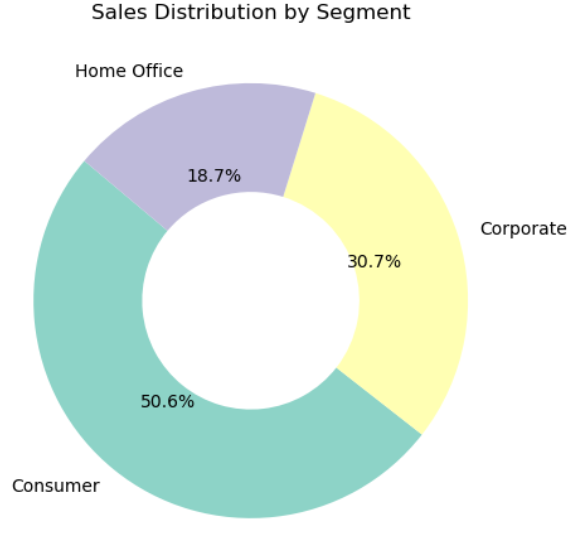 Sales Distribution by Segment
Home Office
18.7%
Corporate
30.7%
50.6%
Consumer